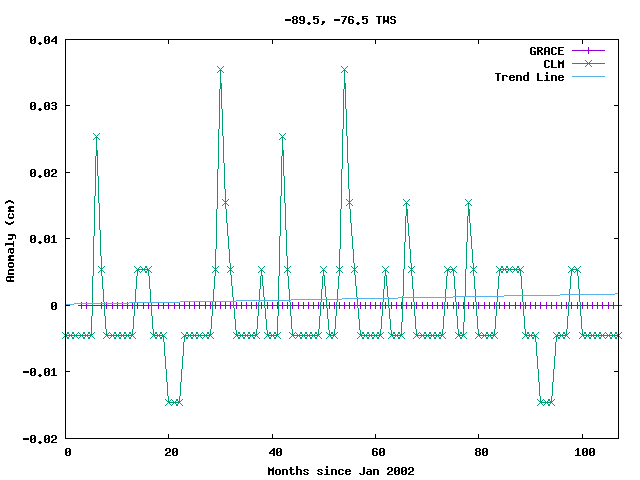 -89.5, -76.5 TWS
GRACE
CLM
Trend Line
0.04
0.03
0.02
0.01
0
-0.01
-0.02
Anomaly (cm)
0 20 40 60 80 100
Months since Jan 2002